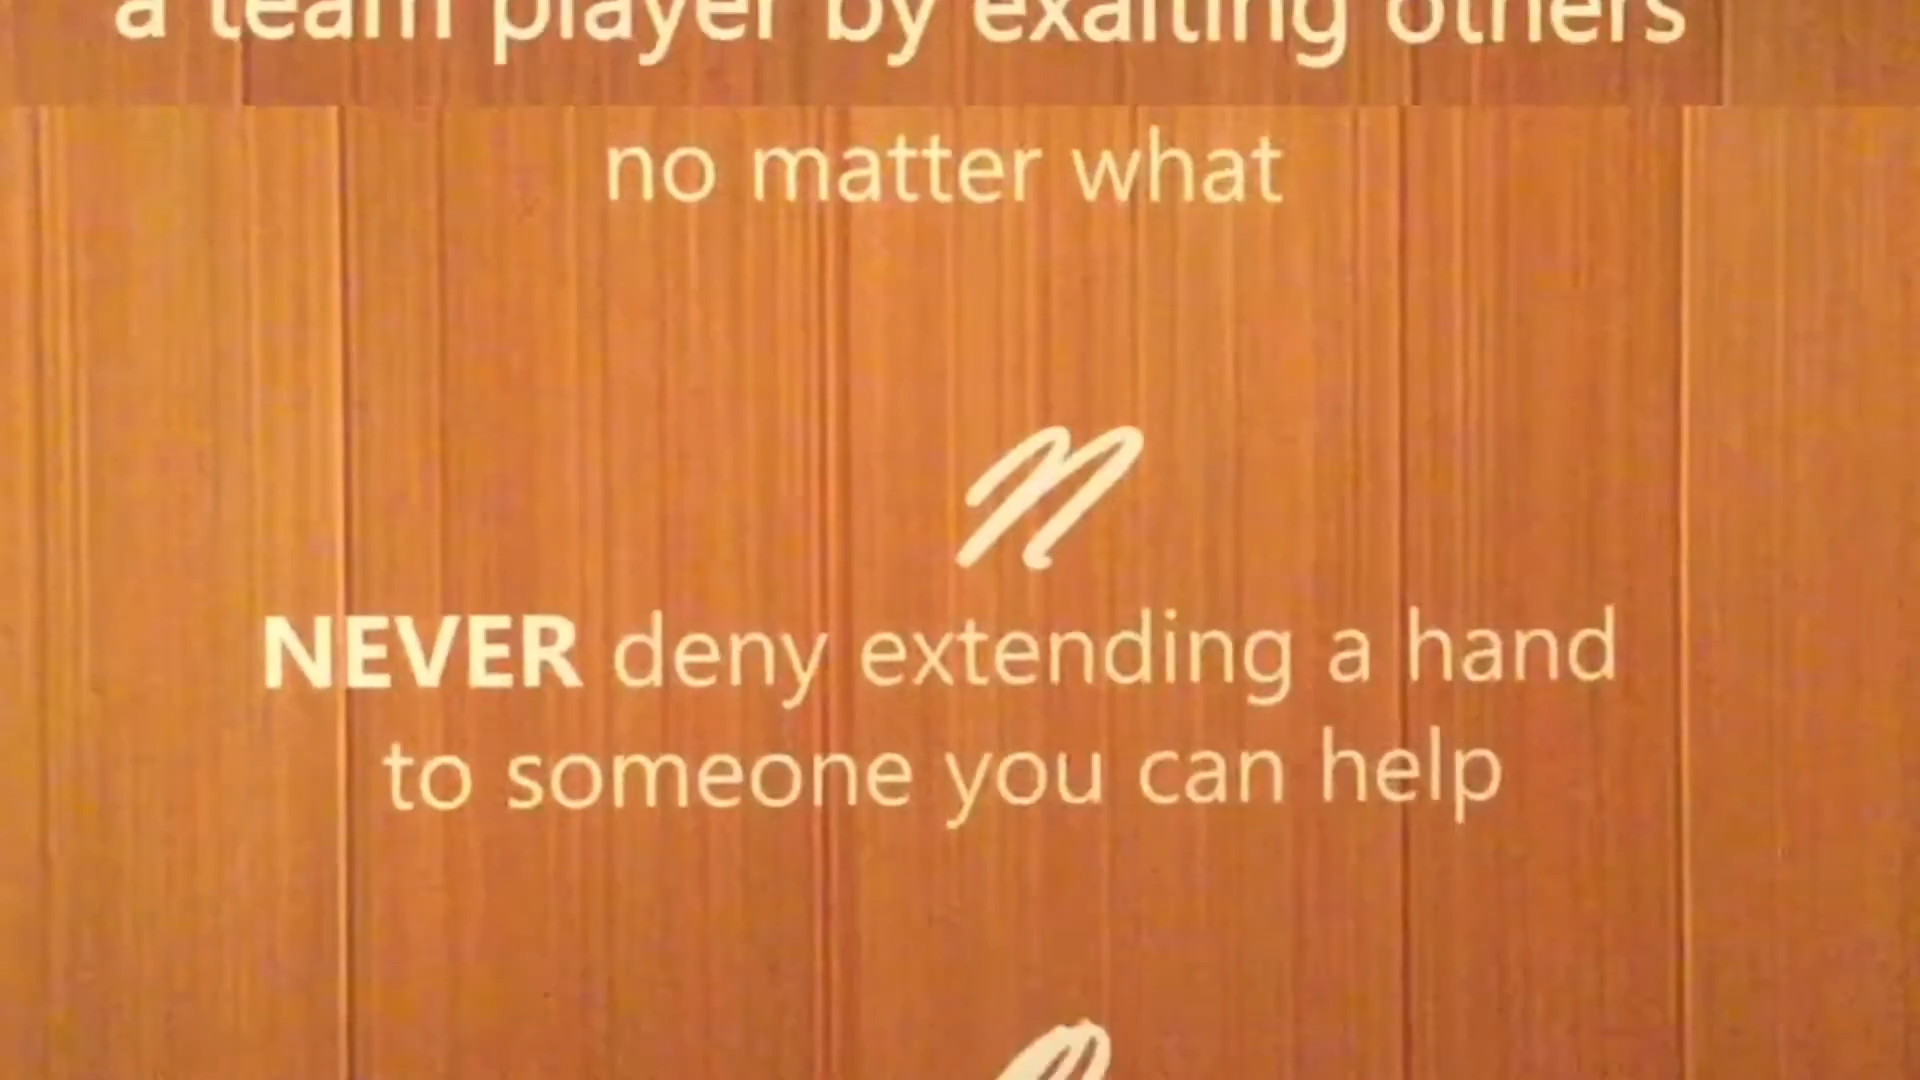 a team player by exalting others
no matter what
n
NEVER deny extending a hand
to someone you can help